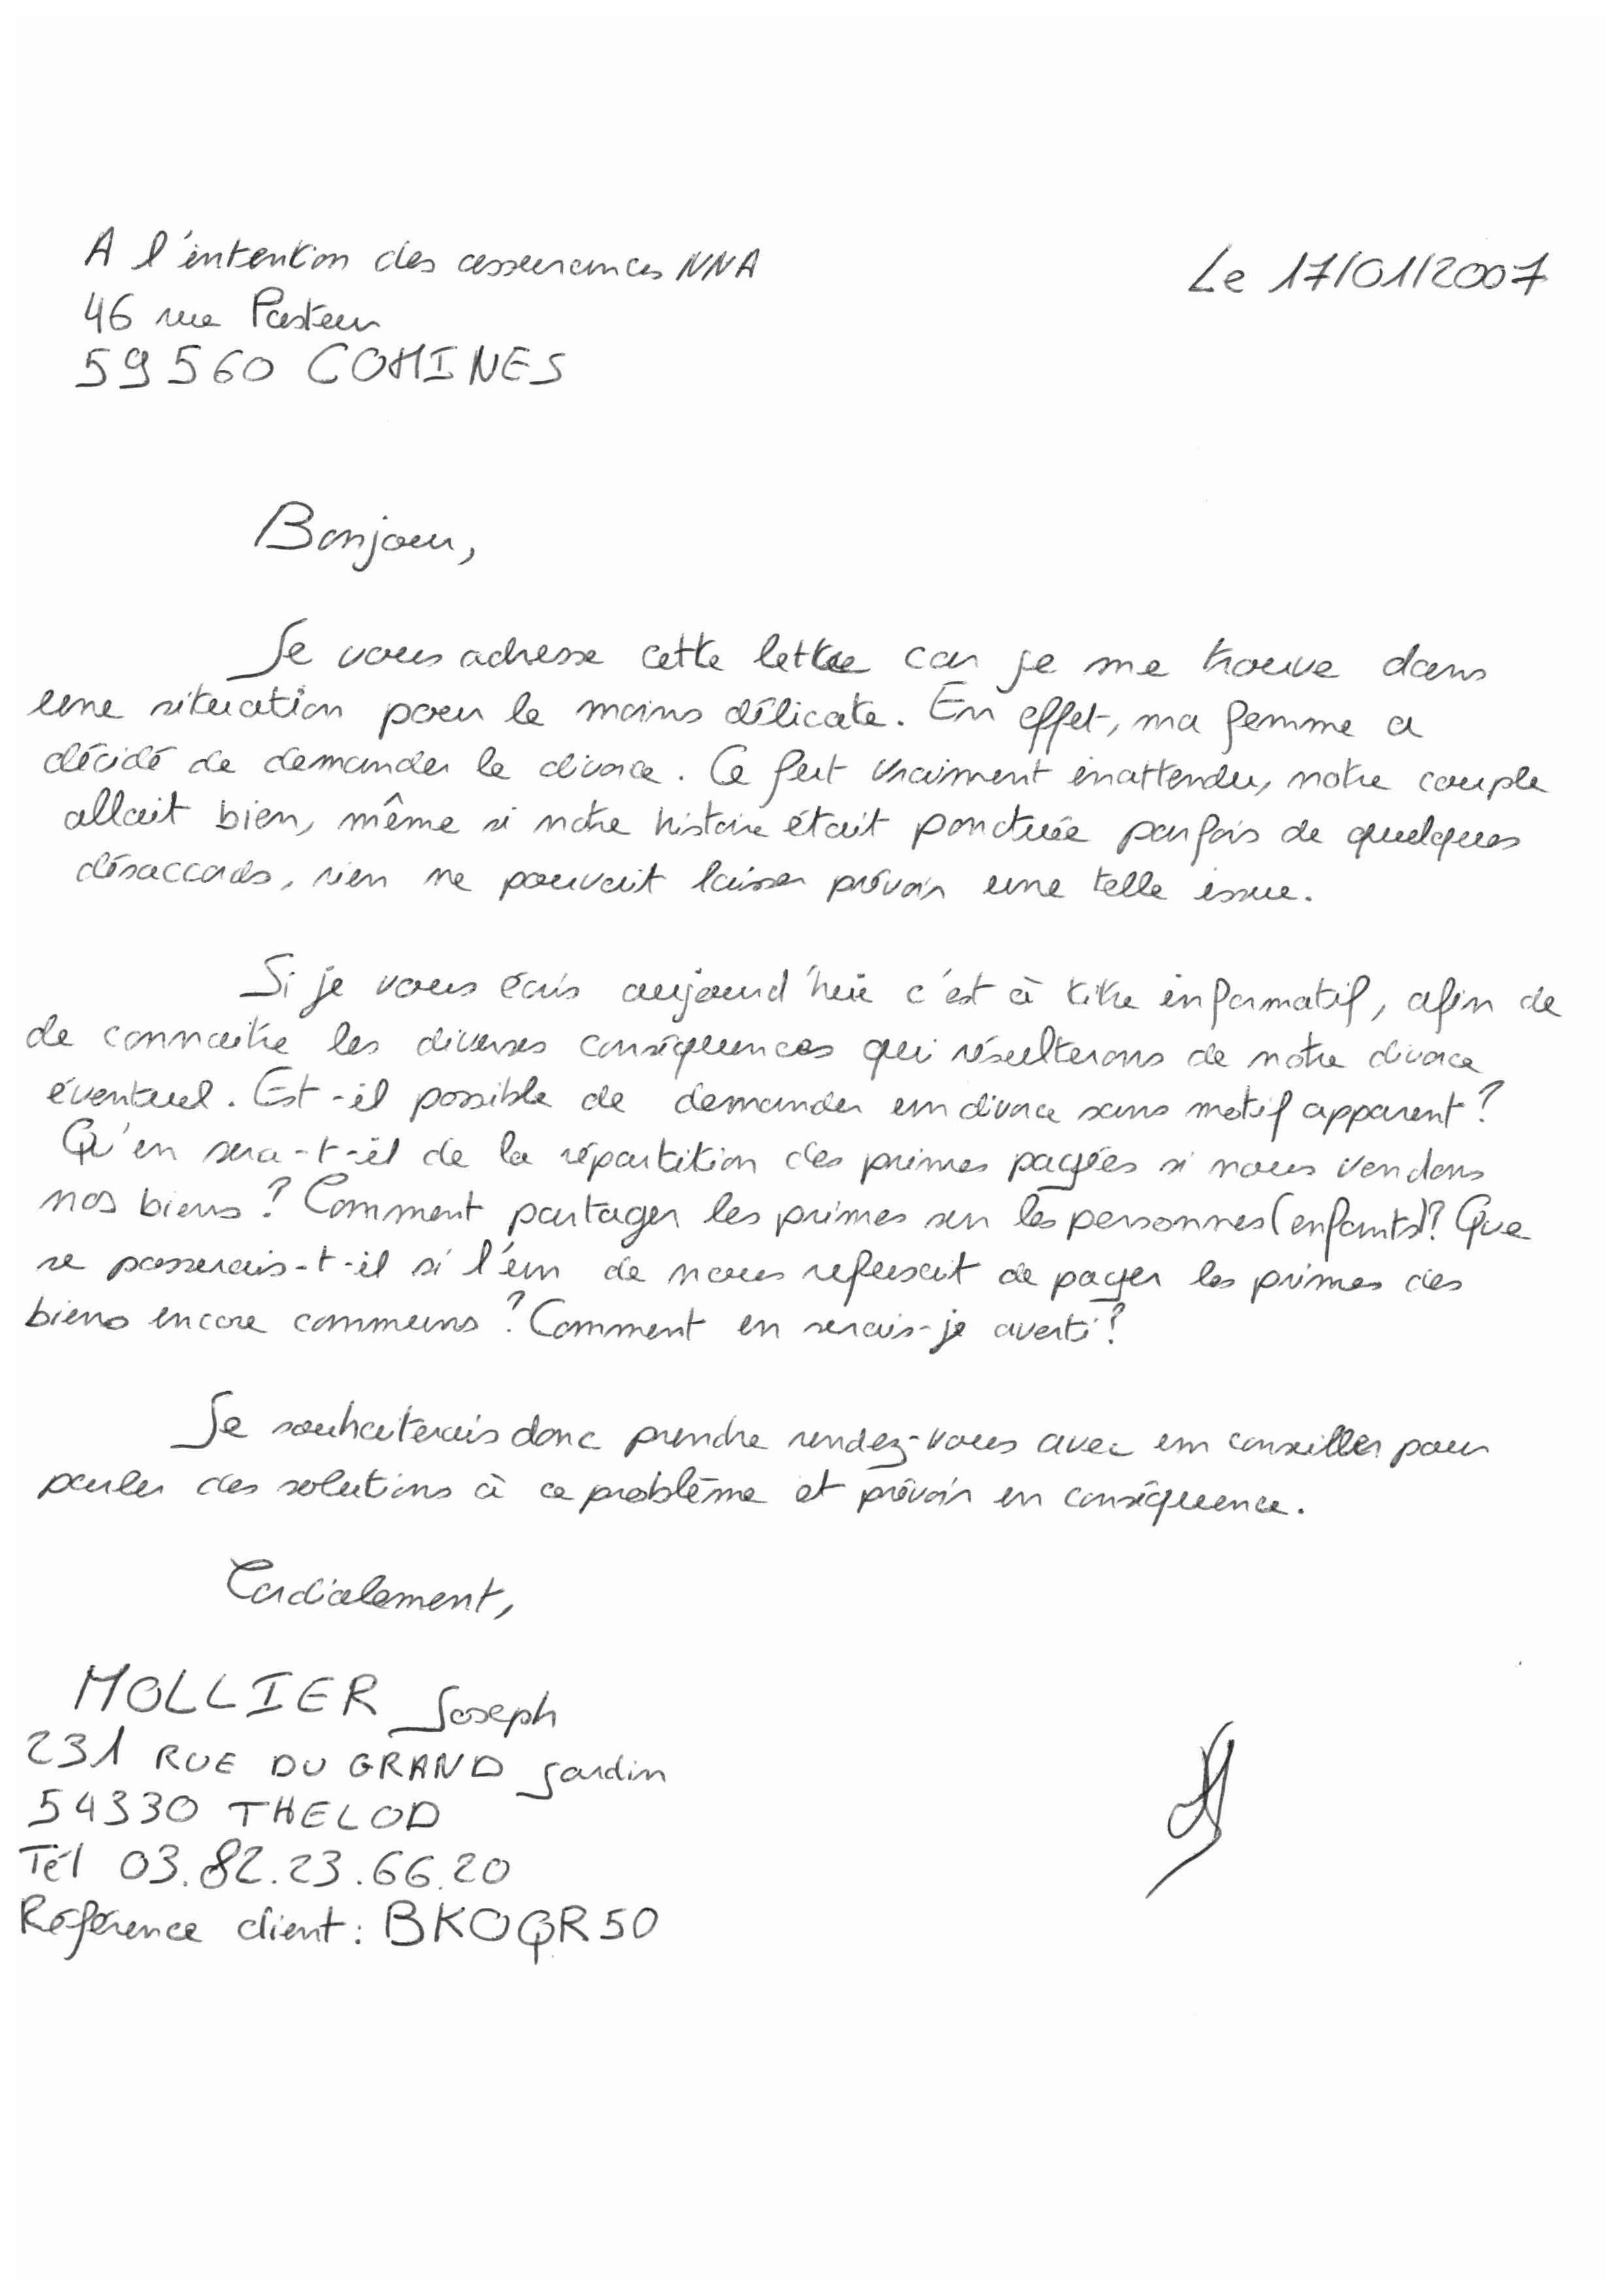 A l'intention des assurances NNA
Le 17/01/2007
46 rue Pasteur
59560 COMINES
Bonjour,
Je vous adresse cette lettre car je me trouve dans
une situation pour le moins délicate. En effet, ma femme a
décidé de demander le divorce. Ce fut vraiment inattendu, notre couple
allait bien, même si notre histoire était ponctuée parfois de quelques
désaccords, rien ne pouvait laisser prévoir une telle issue.
Si je vous écris aujourd'hui c'est à titre informatif, afin de
de connaitre les diverses conséquences qui résulterons de notre divorce
éventuel. Est-il possible de demander un divorce sans motif apparent ?
Qu'en sera-t-il de la répartition des primes payées si nous vendons
nos biens ? Comment partager les primes sur les personnes (enfants) ? Que
se passerais-t-il si l'un de nous refusait de payer les primes des
biens encore communs ? Comment en serais-je averti ?
Je souhaiterais donc prendre rendez-vous avec un conseiller pour
parler des solutions à ce problème et prévoir en conséquence.
Cordialement,
MOLLIER Joseph
231 RUE DU GRAND Jardin
54330 THELOD
Tél 03.82.23.66.20
Référence client : BKOQR50